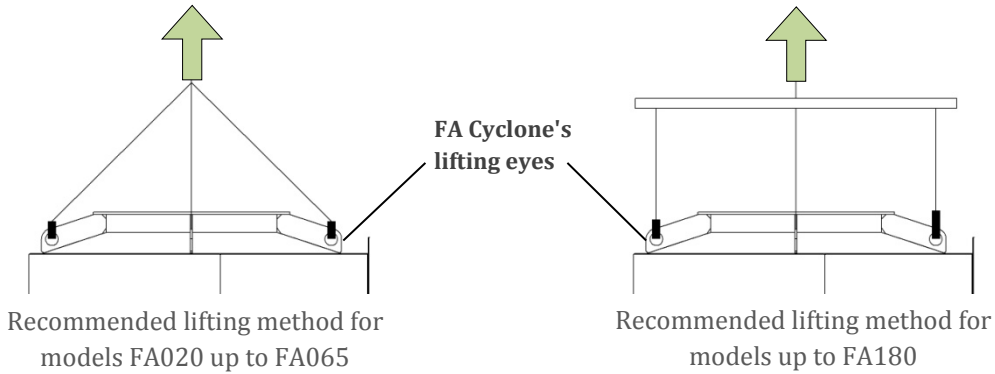 FA Cyclone's
lifting eyes
Recommended lifting method for
models FA020 up to FA065
Recommended lifting method for
models up to FA180